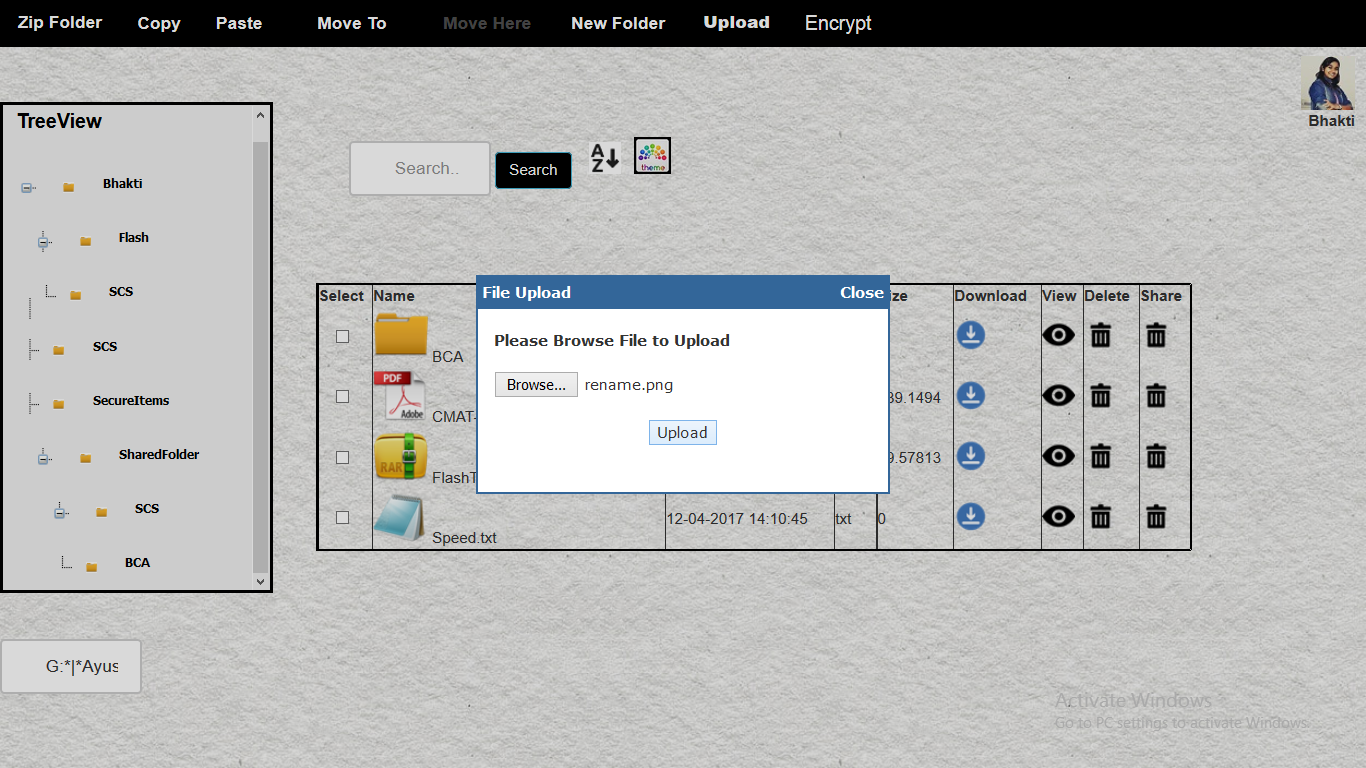 Zip Folder Copy Paste Move To Move Here New Folder Upload Encrypt
Bhakti
TreeView
Bhakti
Flash
SCS
SCS
SecureItems
SharedFolder
SCS
BCA
G:*|*Ayus
Search..
Search
A
Z
theme
Select Name ize Download View Delete Share
BCA
PDF
Adobe
CMAT- 39.1494
RAR
FlashT 9.57813
Speed.txt 12-04-2017 14:10:45 txt 0
File Upload Close
Please Browse File to Upload
Browse... rename.png
Upload
Activate Windows
Go to PC settings to activate Windows.